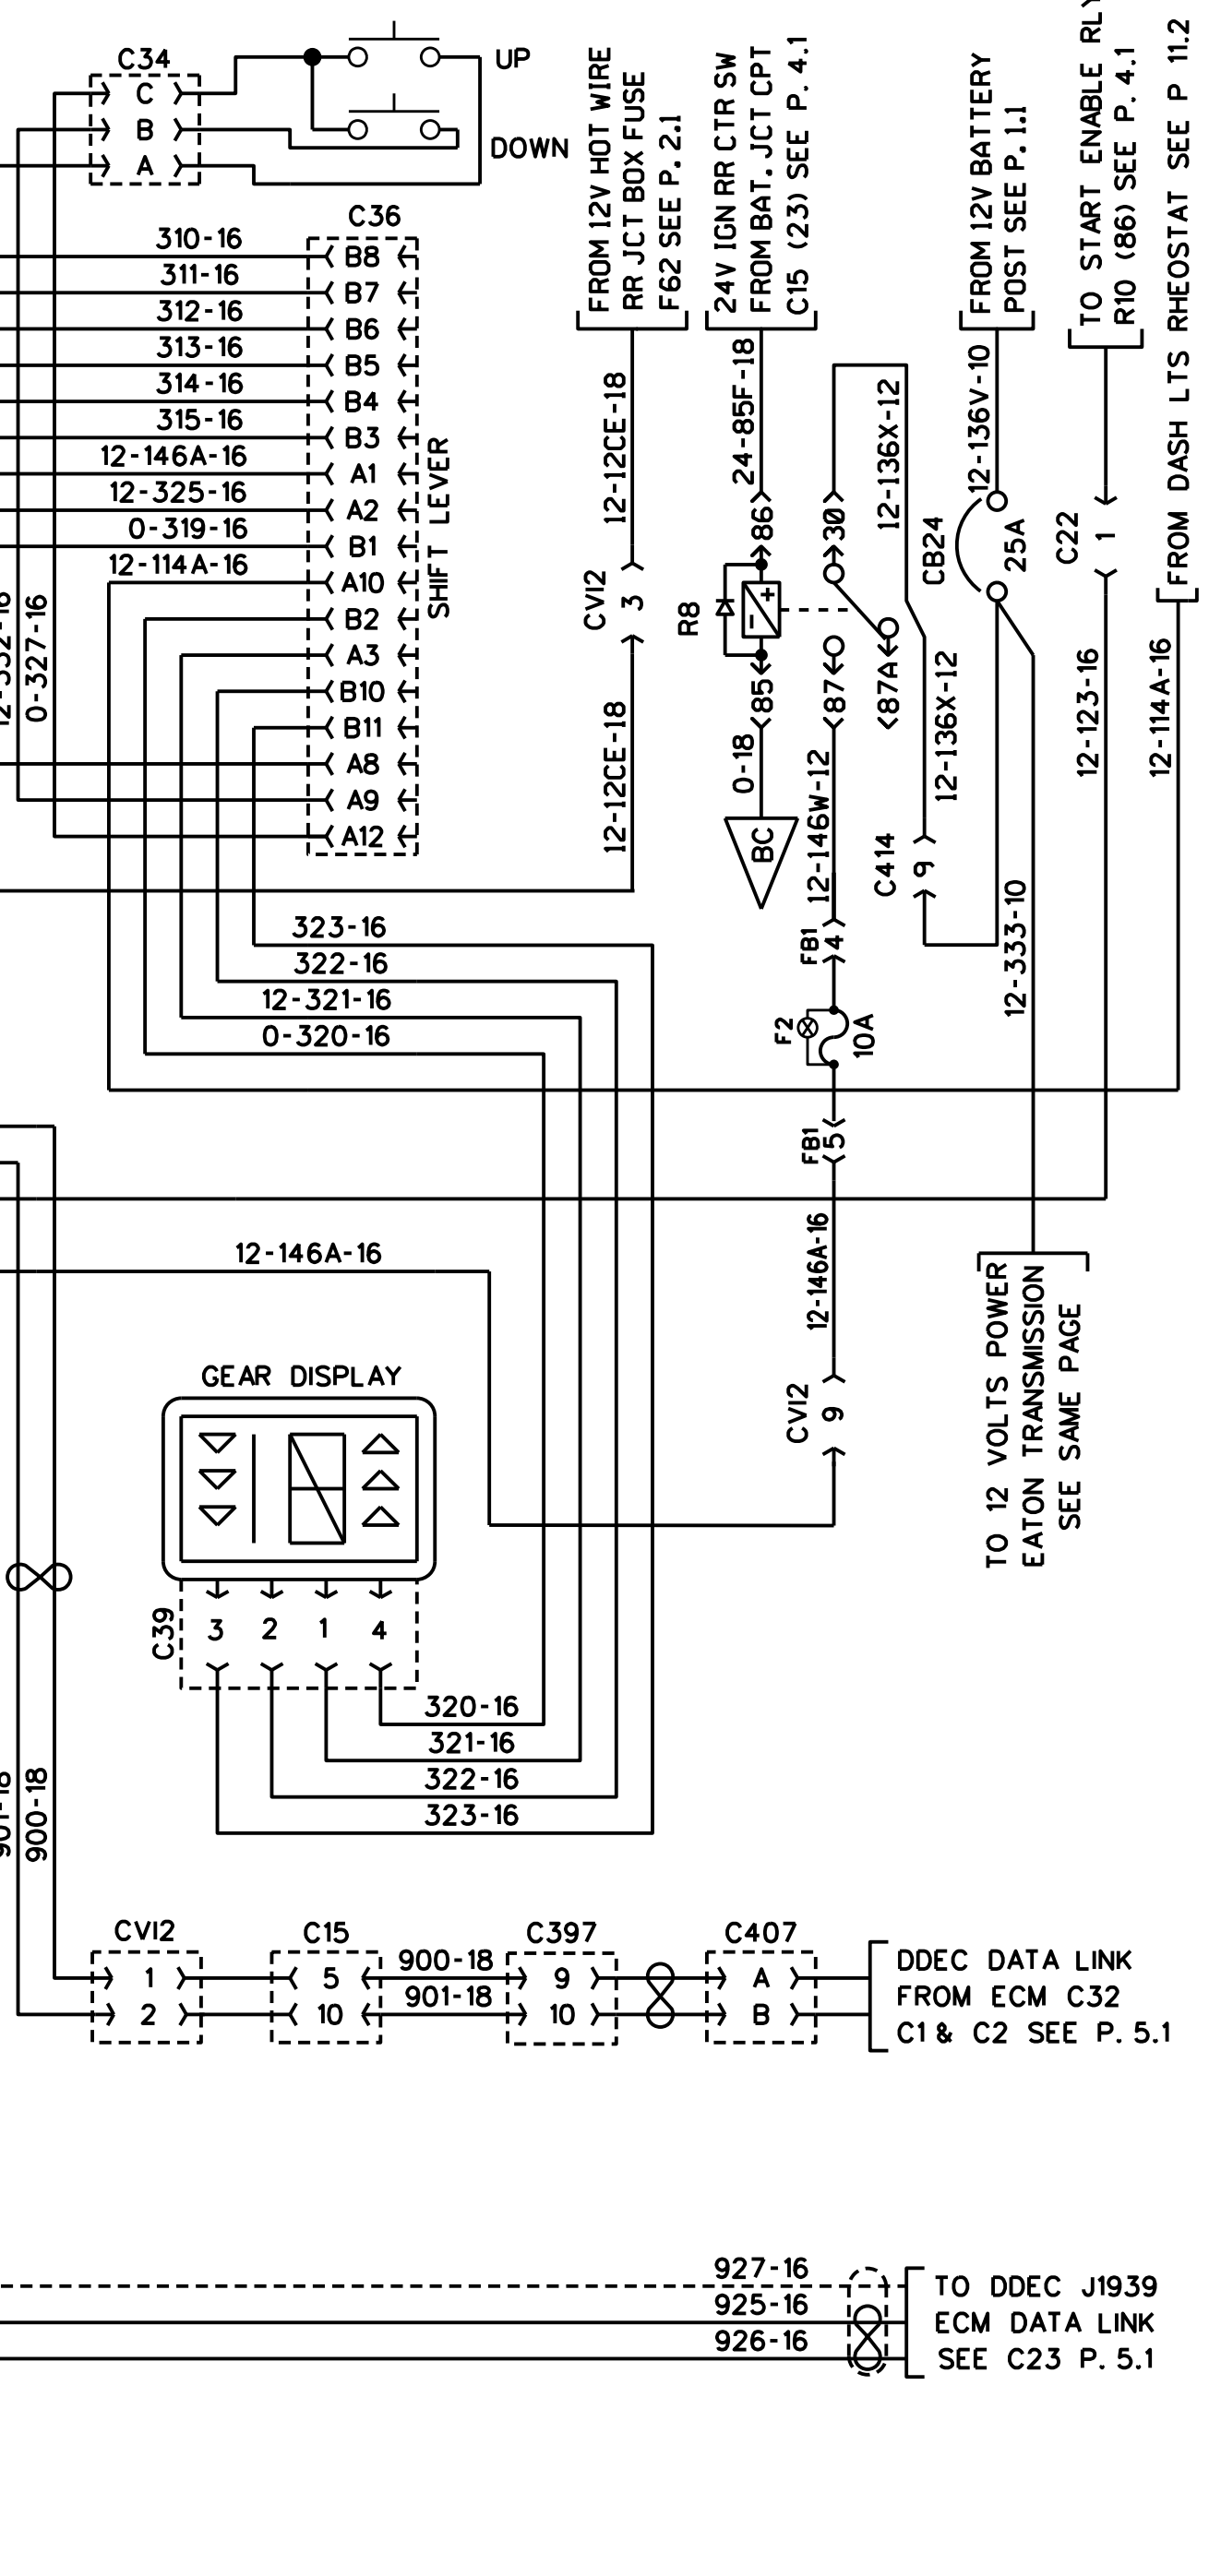 C34
C
B
A
UP
DOWN
C36
310-16
B8
311-16
B7
312-16
B6
313-16
B5
314-16
B4
315-16
B3
12-146A-16
A1
12-325-16
A2
0-319-16
B1
12-114A-16
A10
B2
A3
B10
B11
A8
A9
A12
SHIFT LEVER
0-327-16
FROM 12V HOT WIRE
RR JCT BOX FUSE
F62 SEE P. 2.1
12-12CE-18
CVI2
3
12-12CE-18
24V IGN RR CTR SW
FROM BAT. JCT CPT
C15 (23) SEE P. 4.1
24-85F-18
86
R8
+
-
85
0-18
BC
30
87
87A
12-136X-12
12-136X-12
C414
9
12-146W-12
FB1
4
F2
10A
FB1
5
12-146A-16
CVI2
9
FROM 12V BATTERY
POST SEE P. 1.1
12-136V-10
CB24
25A
12-333-10
TO 12 VOLTS POWER
EATON TRANSMISSION
SEE SAME PAGE
TO START ENABLE RLY
R10 (86) SEE P. 4.1
C22
1
12-123-16
FROM DASH LTS RHEOSTAT SEE P 11.2
12-114A-16
323-16
322-16
12-321-16
0-320-16
12-146A-16
GEAR DISPLAY
C39
3 2 1 4
320-16
321-16
322-16
323-16
900-18
CVI2
1
2
C15
5
10
900-18
901-18
C397
9
10
C407
A
B
DDEC DATA LINK
FROM ECM C32
C1 & C2 SEE P. 5.1
927-16
925-16
926-16
TO DDEC J1939
ECM DATA LINK
SEE C23 P. 5.1